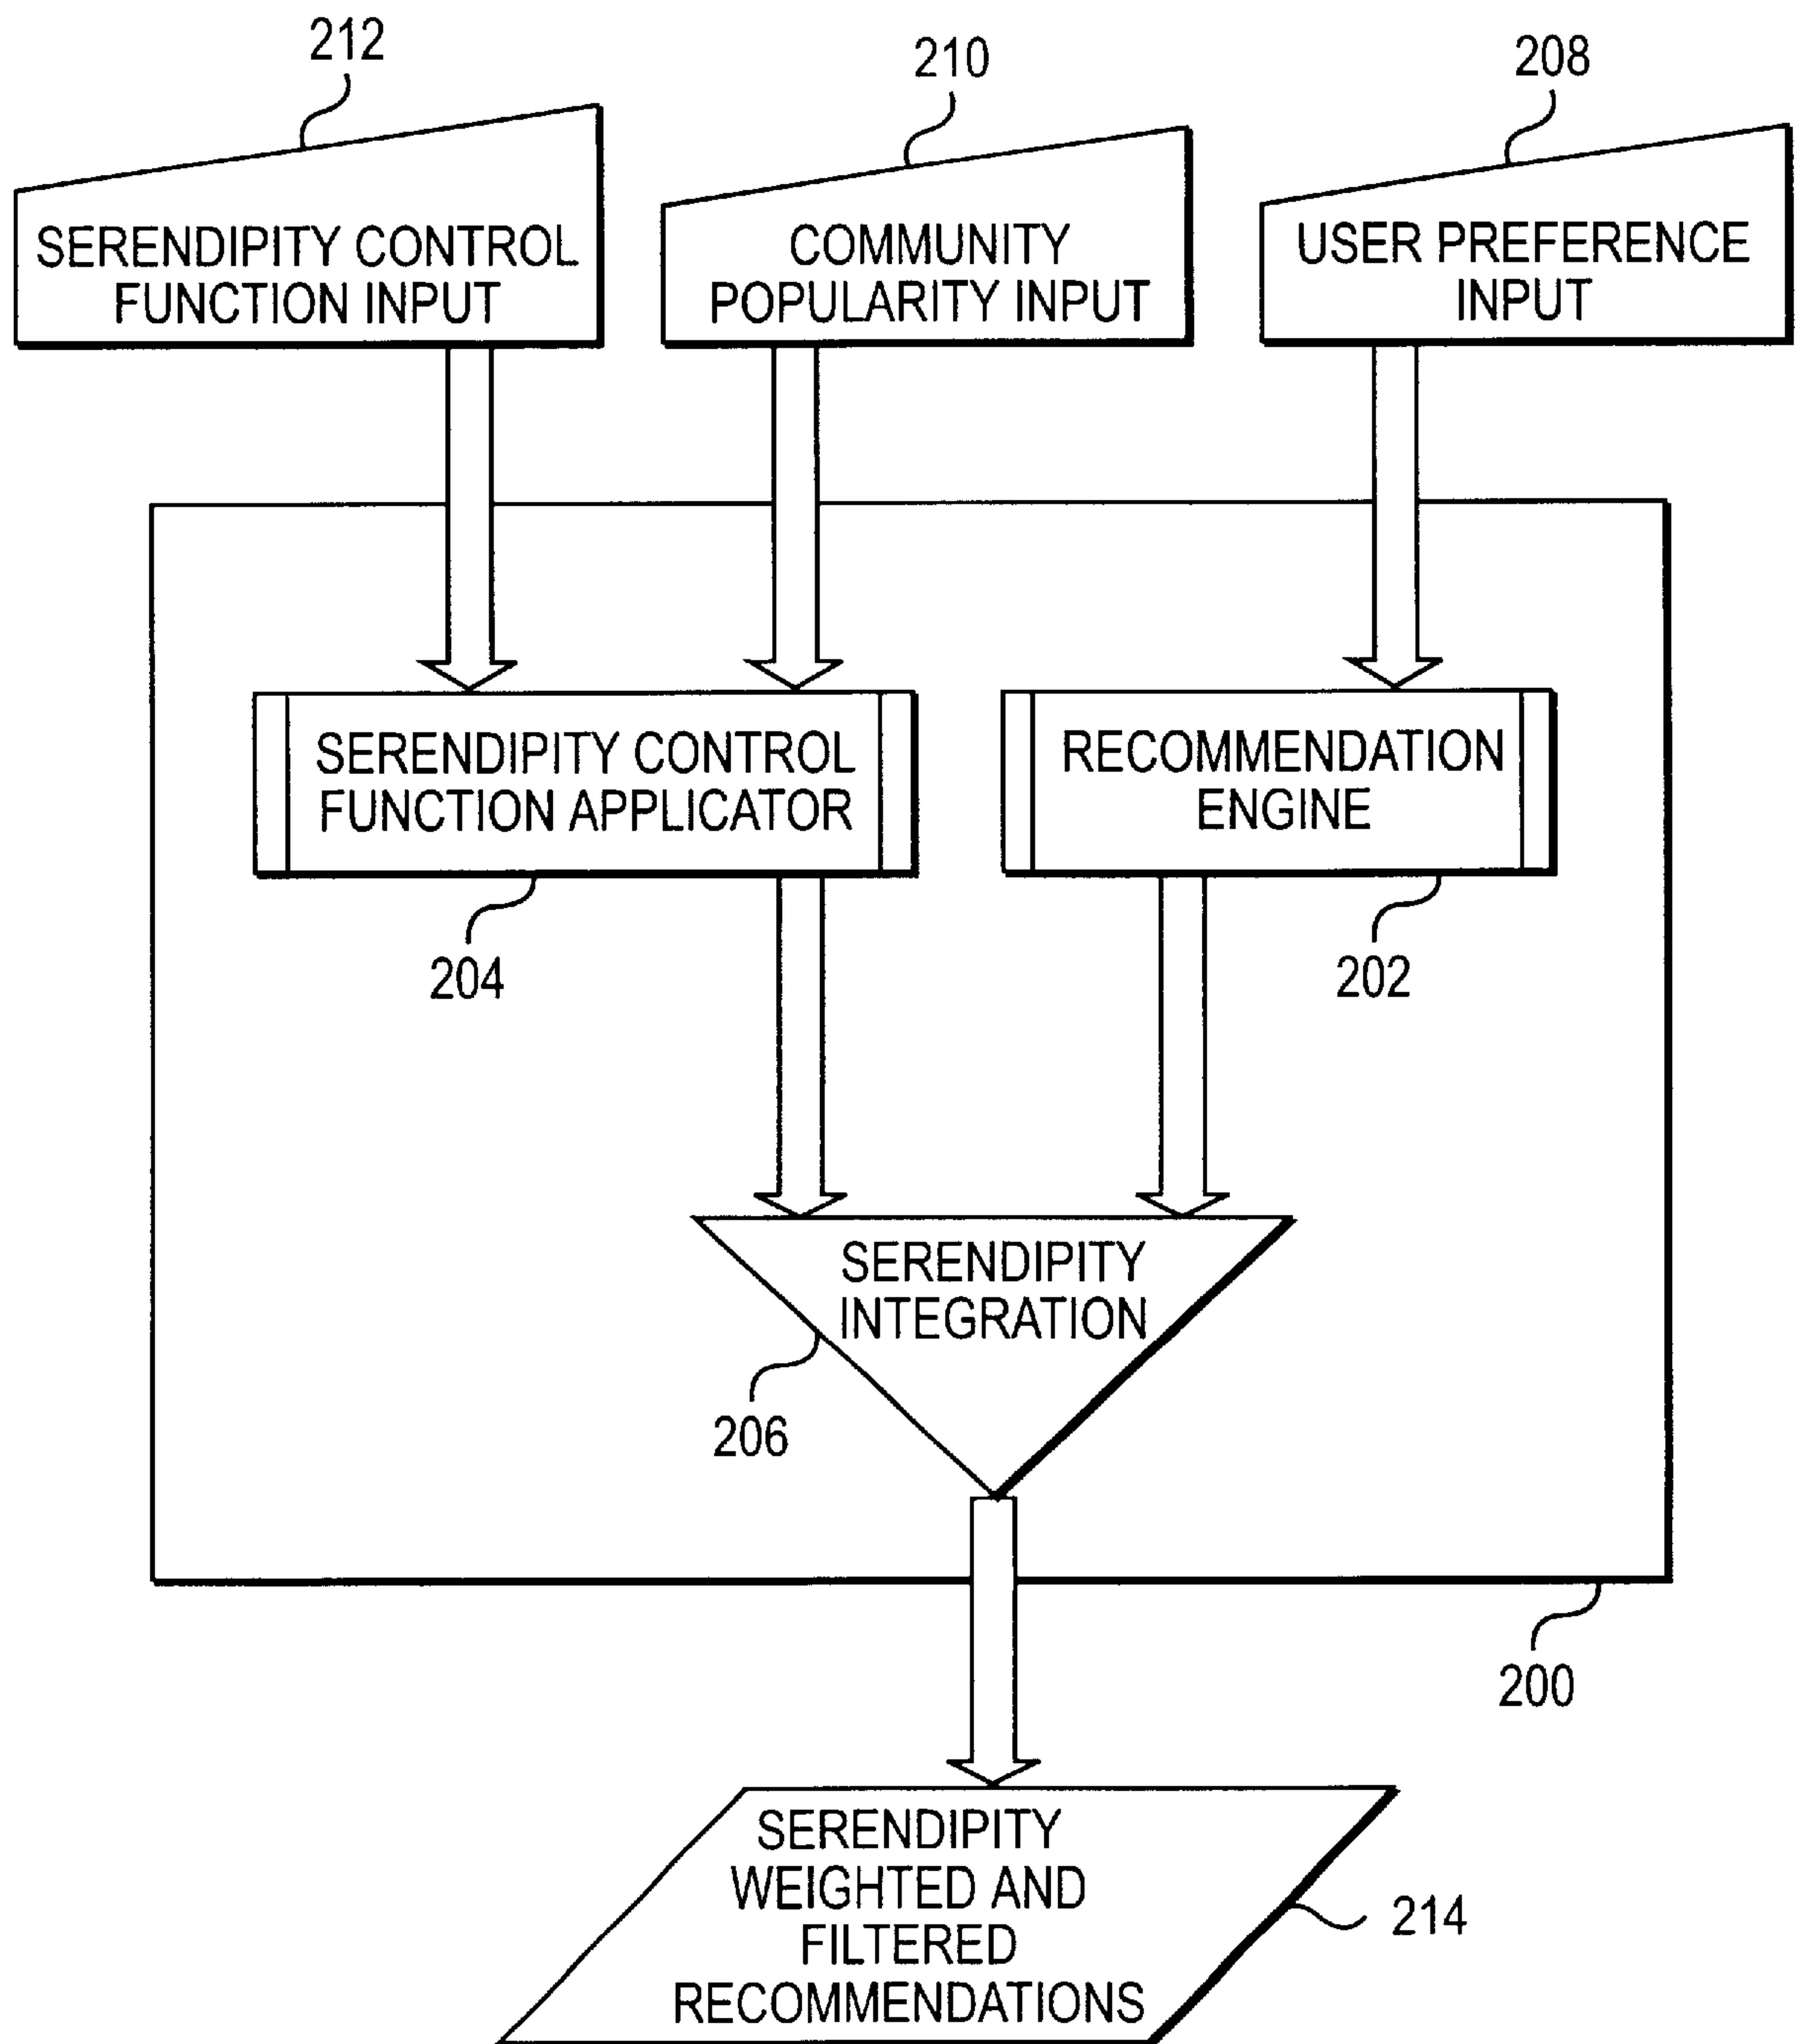 212
210
208
SERENDIPITY CONTROL
FUNCTION INPUT
COMMUNITY
POPULARITY INPUT
USER PREFERENCE
INPUT
SERENDIPITY CONTROL
FUNCTION APPLICATOR
RECOMMENDATION
ENGINE
204
202
SERENDIPITY
INTEGRATION
206
200
SERENDIPITY
WEIGHTED AND
FILTERED
RECOMMENDATIONS
214